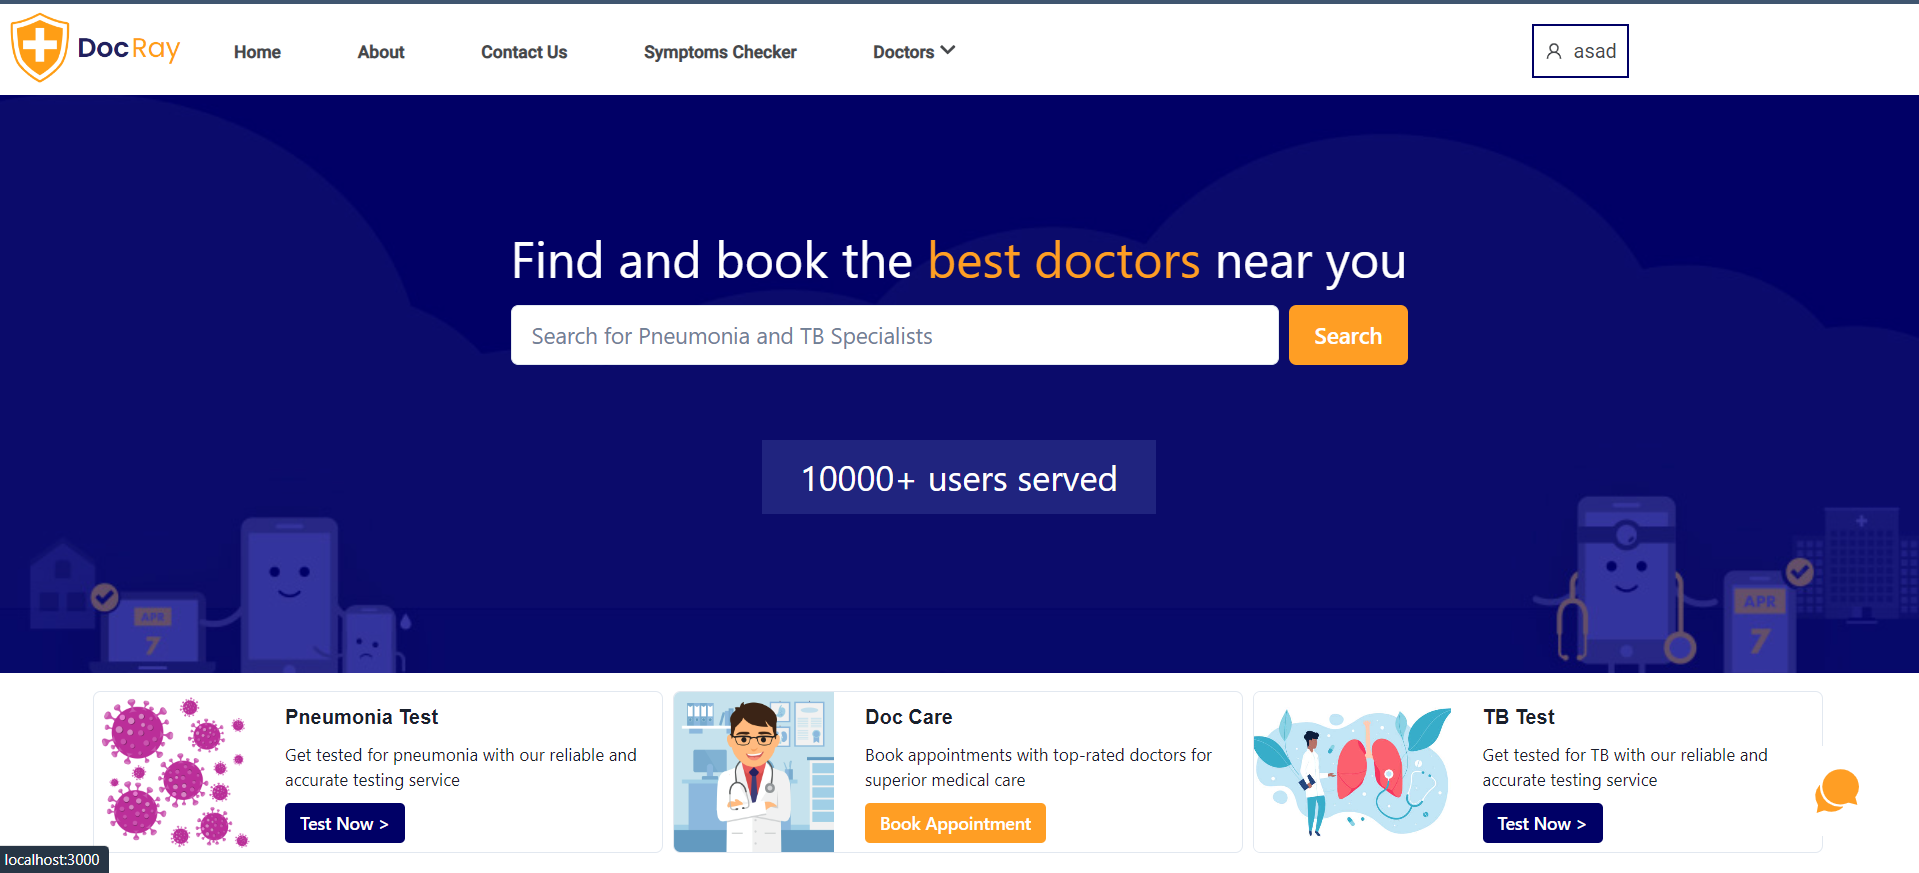 DocRay
Home About Contact Us Symptoms Checker Doctors
asad
Find and book the best doctors near you
Search for Pneumonia and TB Specialists
Search
10000+ users served
APR
7
APR
7
Pneumonia Test
Get tested for pneumonia with our reliable and
accurate testing service
Test Now >
Doc Care
Book appointments with top-rated doctors for
superior medical care
Book Appointment
TB Test
Get tested for TB with our reliable and
accurate testing service
Test Now >
localhost:3000